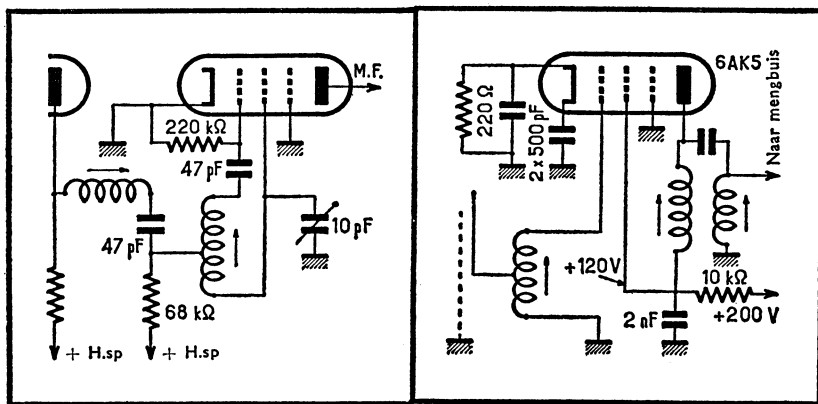 M.F.
220 kΩ
47 pF
47 pF
10 pF
68 kΩ
+ H.sp
+ H.sp
6AK5
220 Ω
2 x 500 pF
Naar mengbuis
+120V
10 kΩ
+200 V
2 nF